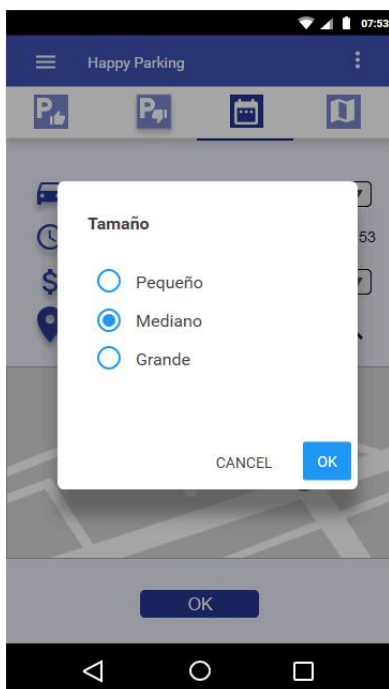 07:53
Happy Parking
P
P
Tamaño
53
Pequeño
Mediano
Grande
CANCEL
OK
OK